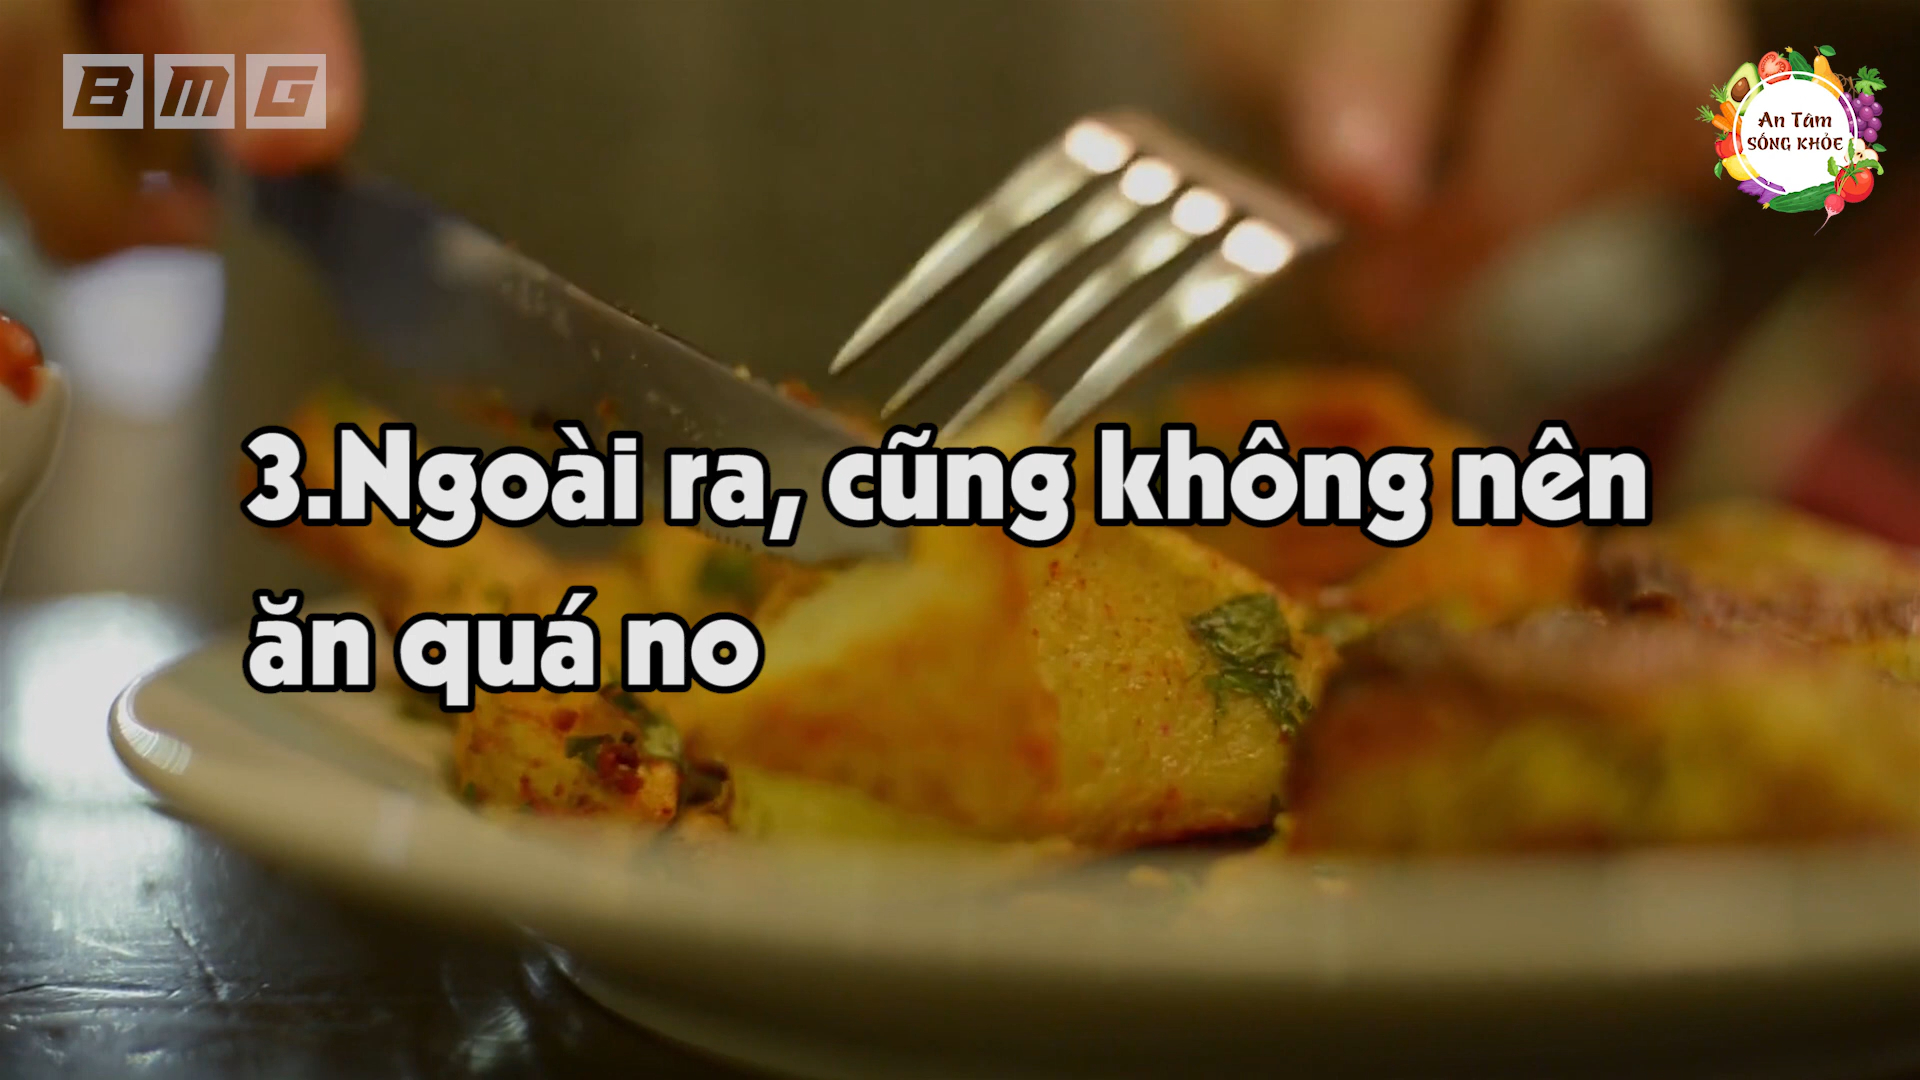 BMG
An Tâm
SỐNG KHỎE
3.Ngoài ra, cũng không nên
ăn quá no